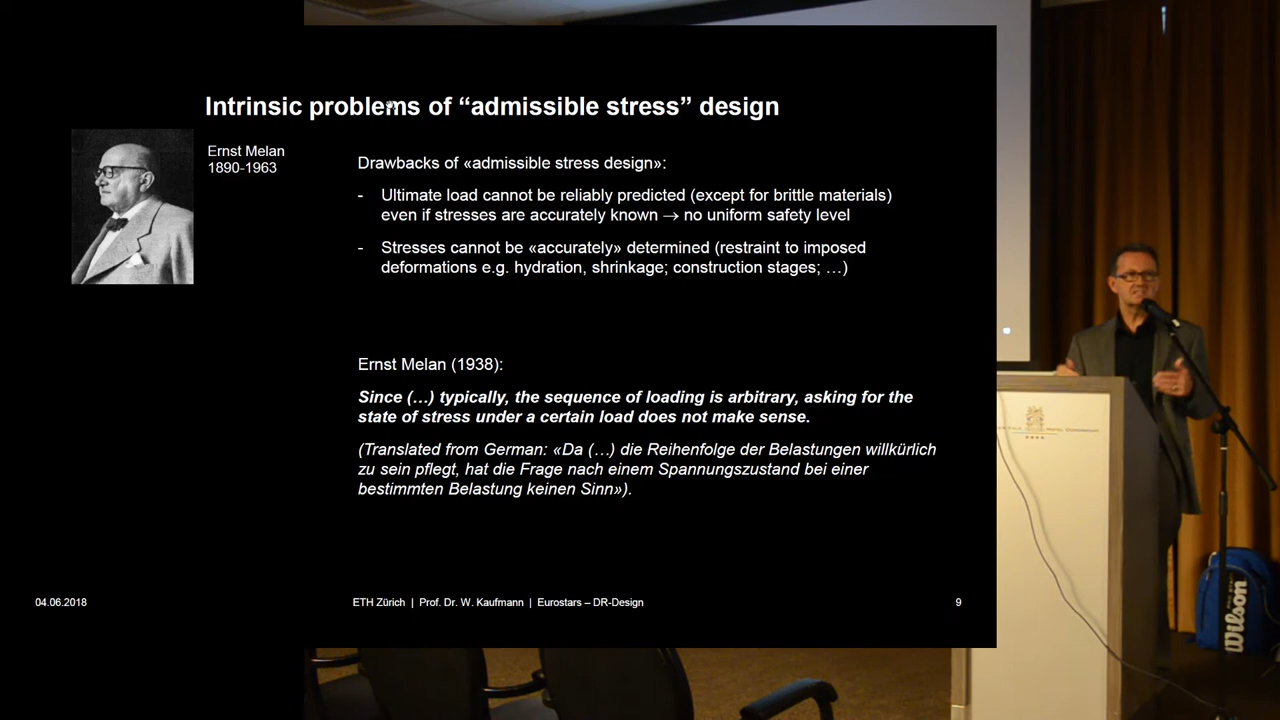 Intrinsic problems of “admissible stress” design
Ernst Melan
1890-1963
Drawbacks of «admissible stress design»:
- Ultimate load cannot be reliably predicted (except for brittle materials)
even if stresses are accurately known → no uniform safety level
- Stresses cannot be «accurately» determined (restraint to imposed
deformations e.g. hydration, shrinkage; construction stages; …)
Ernst Melan (1938):
Since (…) typically, the sequence of loading is arbitrary, asking for the
state of stress under a certain load does not make sense.
(Translated from German: «Da (…) die Reihenfolge der Belastungen willkürlich
zu sein pflegt, hat die Frage nach einem Spannungszustand bei einer
bestimmten Belastung keinen Sinn»).
04.06.2018
ETH Zürich | Prof. Dr. W. Kaufmann | Eurostars – DR-Design
9
Wilson